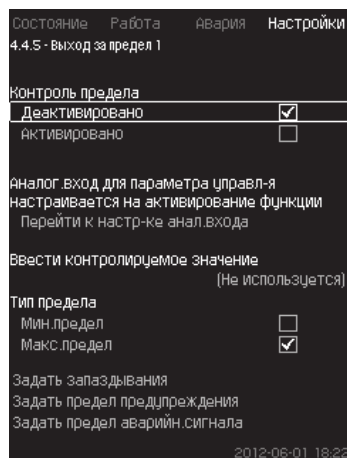 Состояние Работа Авария Настройки
4.4.5 - Выход за предел 1
Контроль предела
Деактивировано
Активировано
Аналог.вход для параметра управл-я
настраивается на активирование функции
Перейти к настр-ке анал.входа
Ввести контролируемое значение
(Не используется)
Тип предела
Мин.предел
Макс.предел
Задать запаздывания
Задать предел предупреждения
Задать предел аварийн.сигнала
2012-06-01 18:22